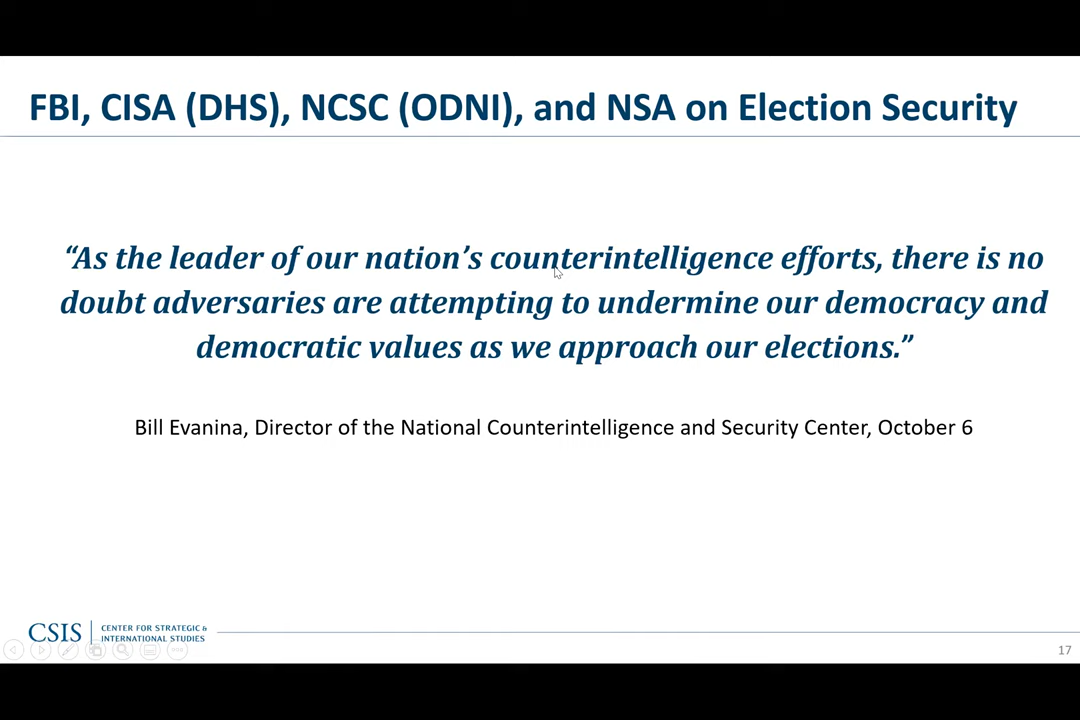 FBI, CISA (DHS), NCSC (ODNI), and NSA on Election Security
“As the leader of our nation’s counterintelligence efforts, there is no
doubt adversaries are attempting to undermine our democracy and
democratic values as we approach our elections.”
Bill Evanina, Director of the National Counterintelligence and Security Center, October 6
CSIS
CENTER FOR STRATEGIC &
INTERNATIONAL STUDIES
17